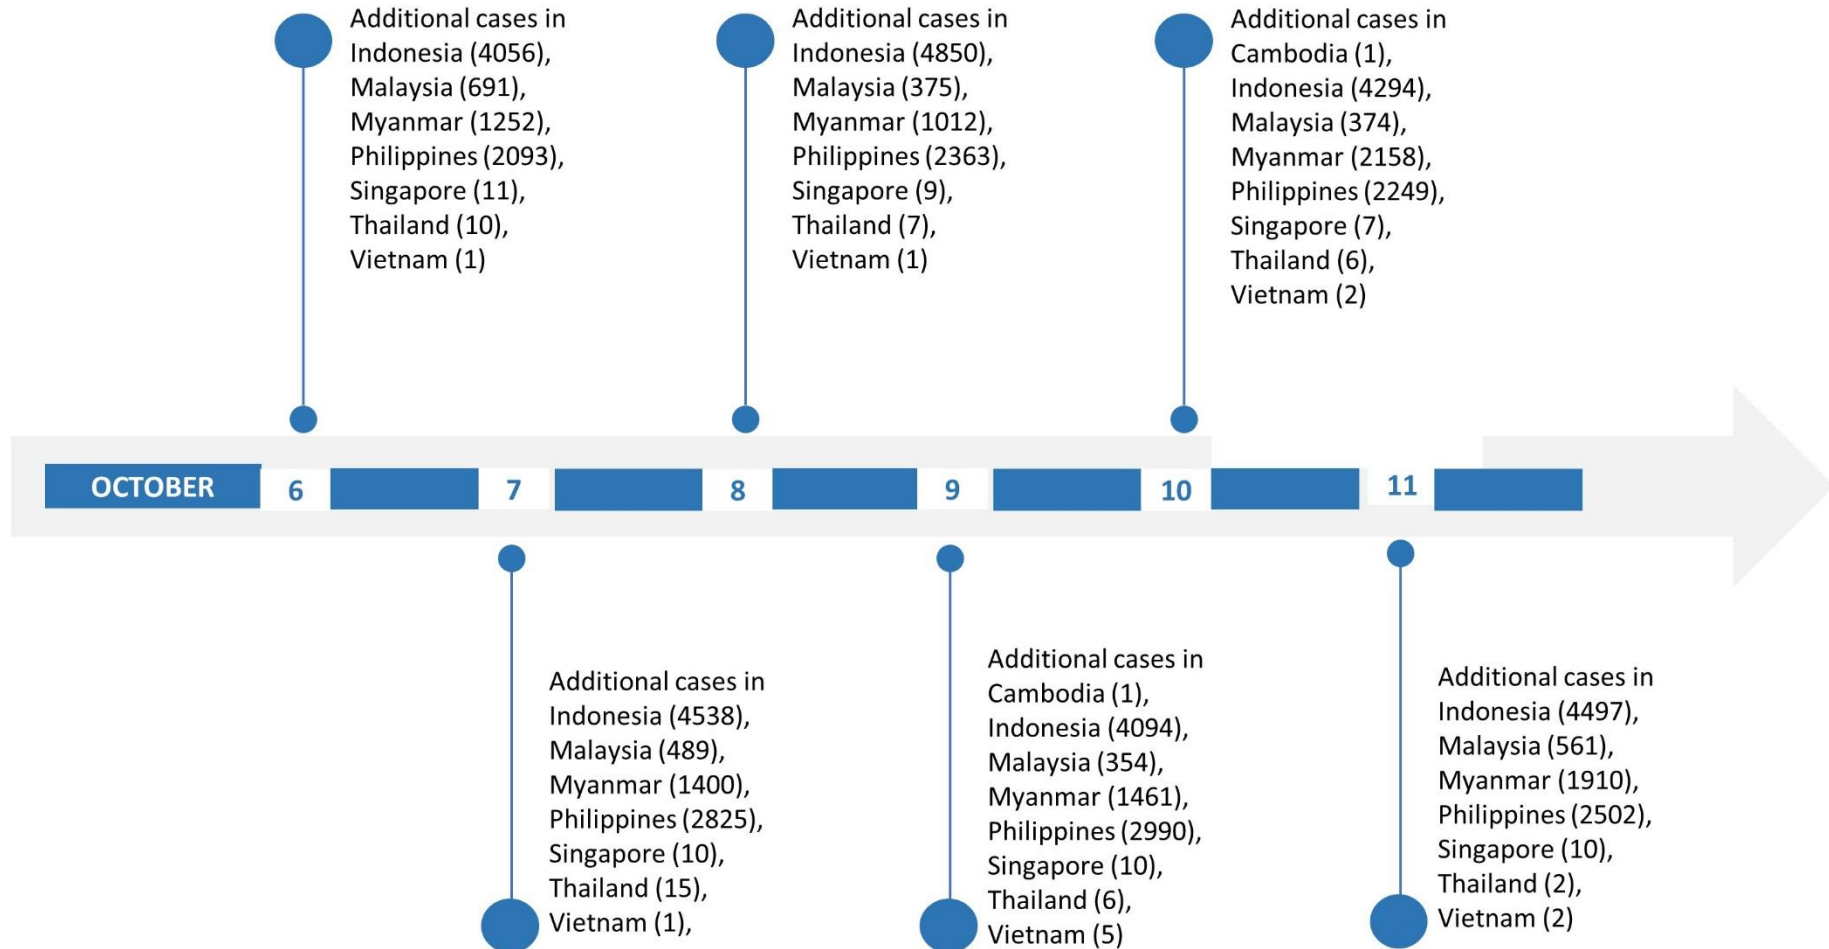 Additional cases in
Indonesia (4056),
Malaysia (691),
Myanmar (1252),
Philippines (2093),
Singapore (11),
Thailand (10),
Vietnam (1)
Additional cases in
Indonesia (4850),
Malaysia (375),
Myanmar (1012),
Philippines (2363),
Singapore (9),
Thailand (7),
Vietnam (1)
Additional cases in
Cambodia (1),
Indonesia (4294),
Malaysia (374),
Myanmar (2158),
Philippines (2249),
Singapore (7),
Thailand (6),
Vietnam (2)
OCTOBER 6 7 8 9 10 11
Additional cases in
Indonesia (4538),
Malaysia (489),
Myanmar (1400),
Philippines (2825),
Singapore (10),
Thailand (15),
Vietnam (1),
Additional cases in
Cambodia (1),
Indonesia (4094),
Malaysia (354),
Myanmar (1461),
Philippines (2990),
Singapore (10),
Thailand (6),
Vietnam (5)
Additional cases in
Indonesia (4497),
Malaysia (561),
Myanmar (1910),
Philippines (2502),
Singapore (10),
Thailand (2),
Vietnam (2)